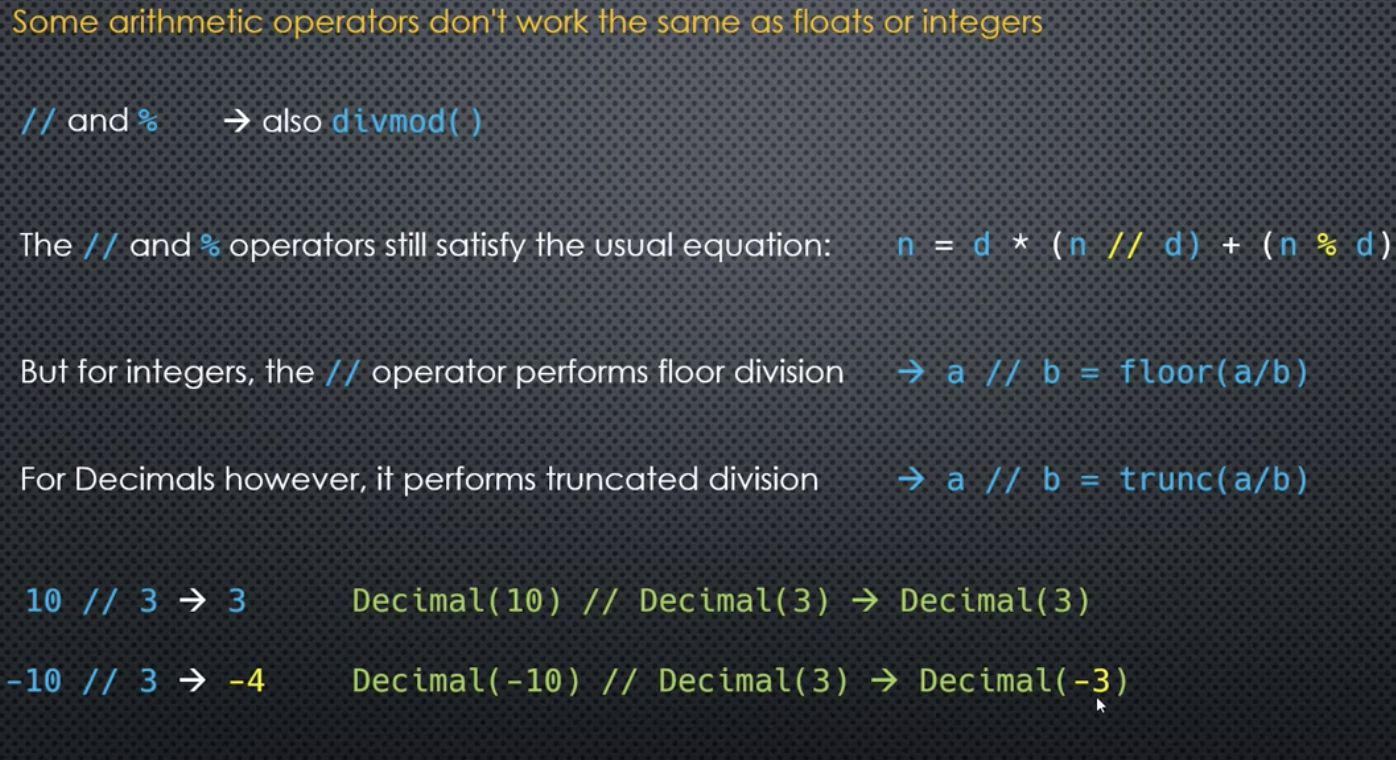 Some arithmetic operators don't work the same as floats or integers
// and % → also divmod()
The // and % operators still satisfy the usual equation: n = d * (n // d) + (n % d)
But for integers, the // operator performs floor division → a // b = floor(a/b)
For Decimals however, it performs truncated division → a // b = trunc(a/b)
10 // 3 → 3 Decimal(10) // Decimal(3) → Decimal(3)
-10 // 3 → -4 Decimal(-10) // Decimal(3) → Decimal(-3)